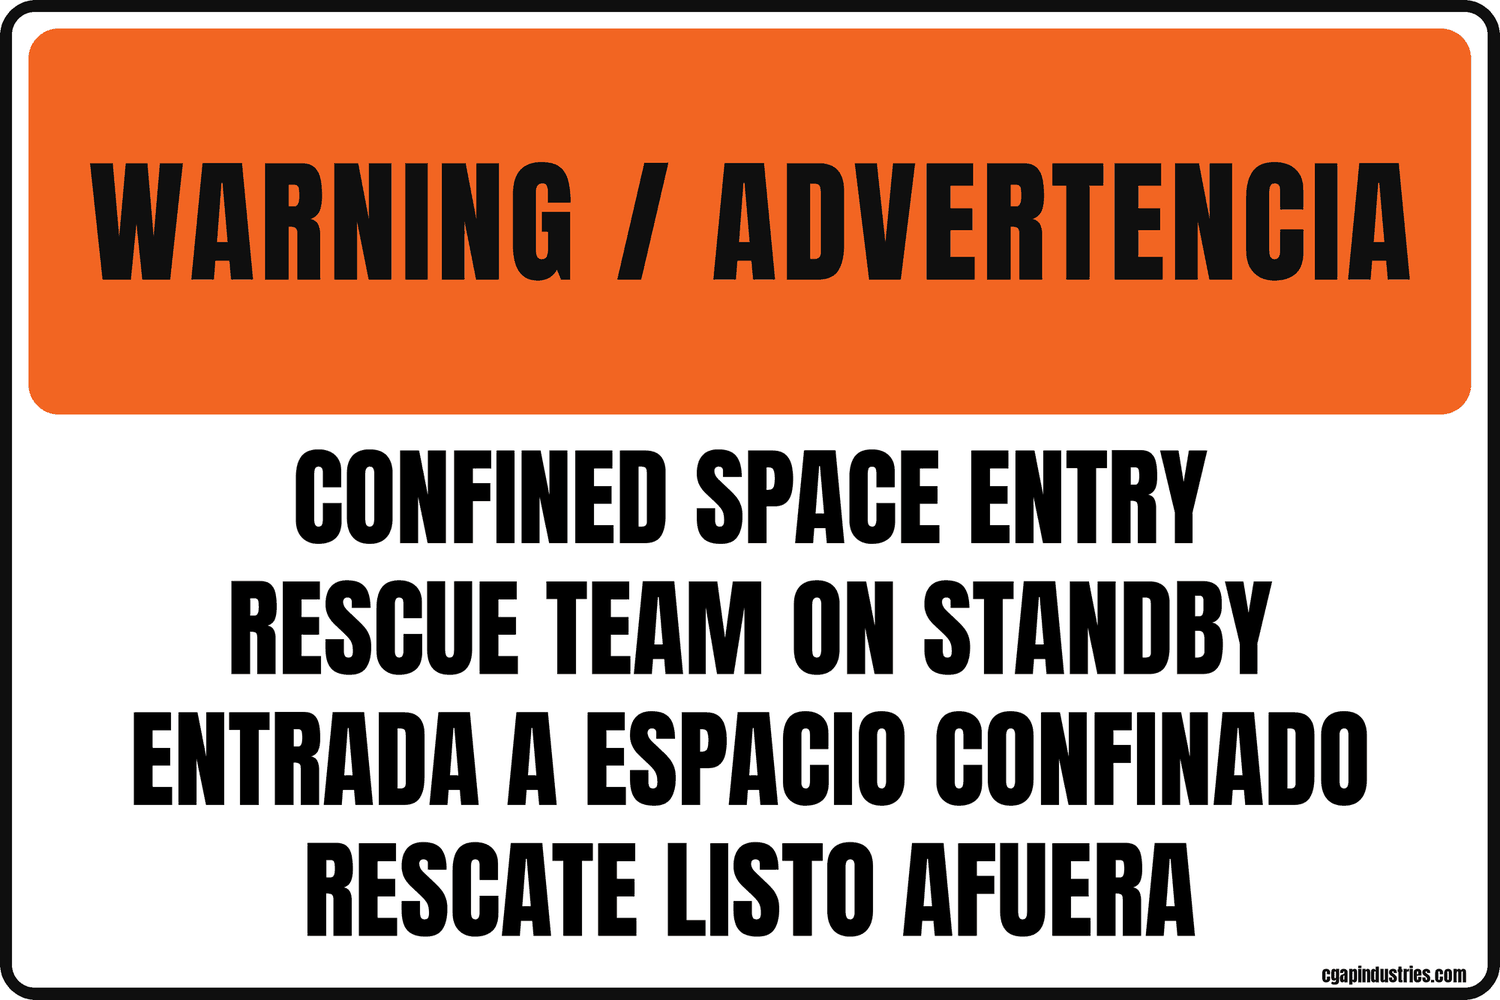 WARNING / ADVERTENCIA
CONFINED SPACE ENTRY
RESCUE TEAM ON STANDBY
ENTRADA A ESPACIO CONFINADO
RESCATE LISTO AFUERA
cgapindustries.com